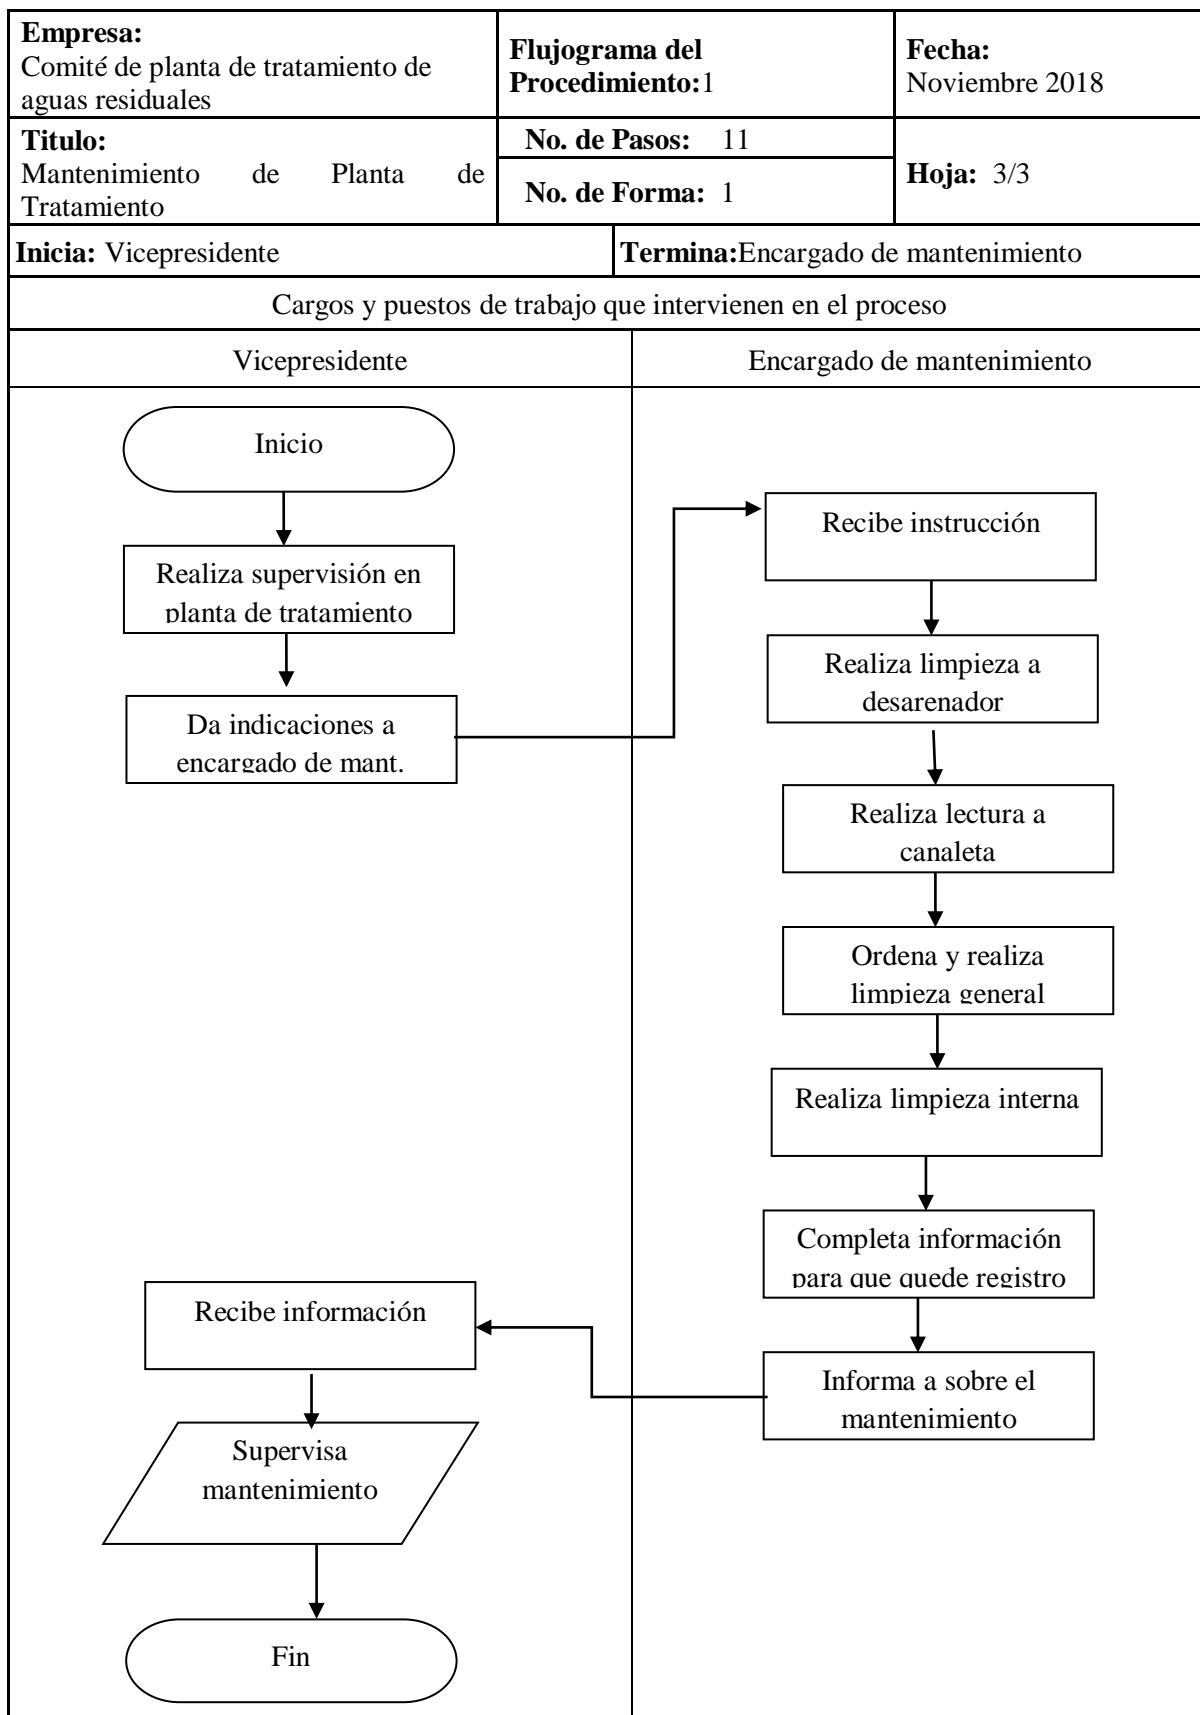 Empresa:
Comité de planta de tratamiento de
aguas residuales
Flujograma del
Procedimiento:1
Fecha:
Noviembre 2018
Titulo:
Mantenimiento de Planta de
Tratamiento
No. de Pasos: 11
No. de Forma: 1
Hoja: 3/3
Inicia: Vicepresidente
Termina:Encargado de mantenimiento
Cargos y puestos de trabajo que intervienen en el proceso
Vicepresidente
Encargado de mantenimiento
Inicio
Realiza supervisión en
planta de tratamiento
Da indicaciones a
encargado de mant.
Recibe instrucción
Realiza limpieza a
desarenador
Realiza lectura a
canaleta
Ordena y realiza
limpieza general
Realiza limpieza interna
Completa información
para que quede registro
Informa a sobre el
mantenimiento
Recibe información
Supervisa
mantenimiento
Fin